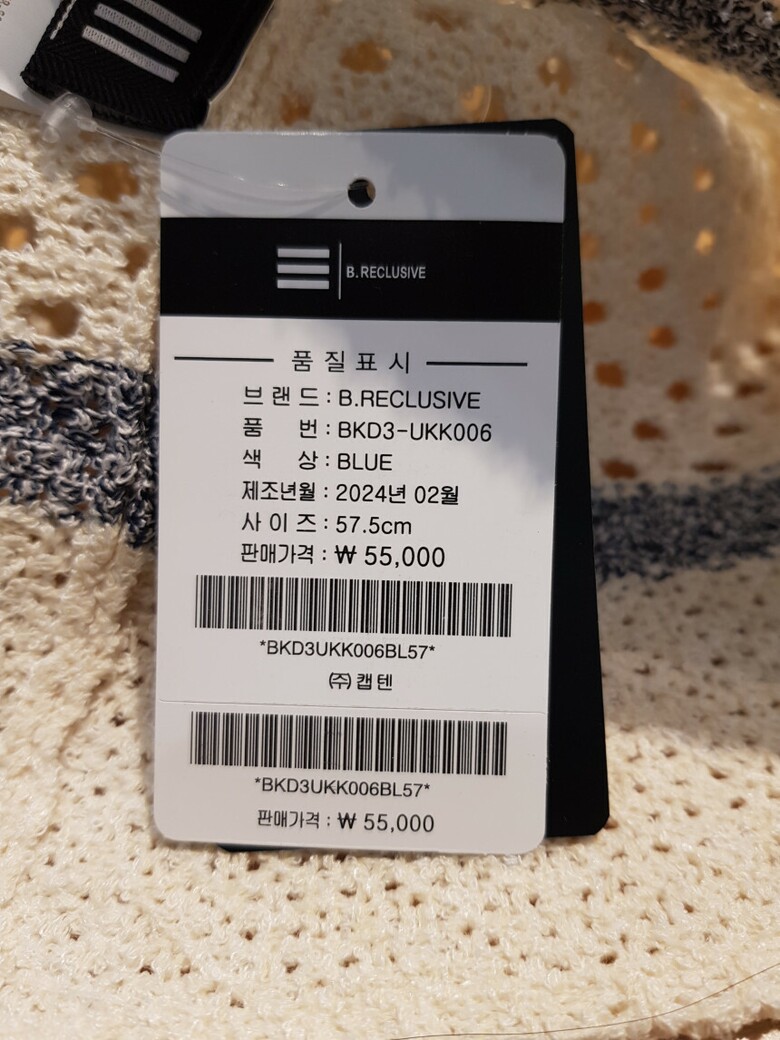 B.RECLUSIVE
품질표시
브랜드 : B.RECLUSIVE
품 번 : BKD3-UKK006
색 상 : BLUE
제조년월 : 2024년 02월
사이즈 : 57.5cm
판매가격 : ₩ 55,000
*BKD3UKK006BL57*
㈜캡텐
*BKD3UKK006BL57*
판매가격 : ₩ 55,000